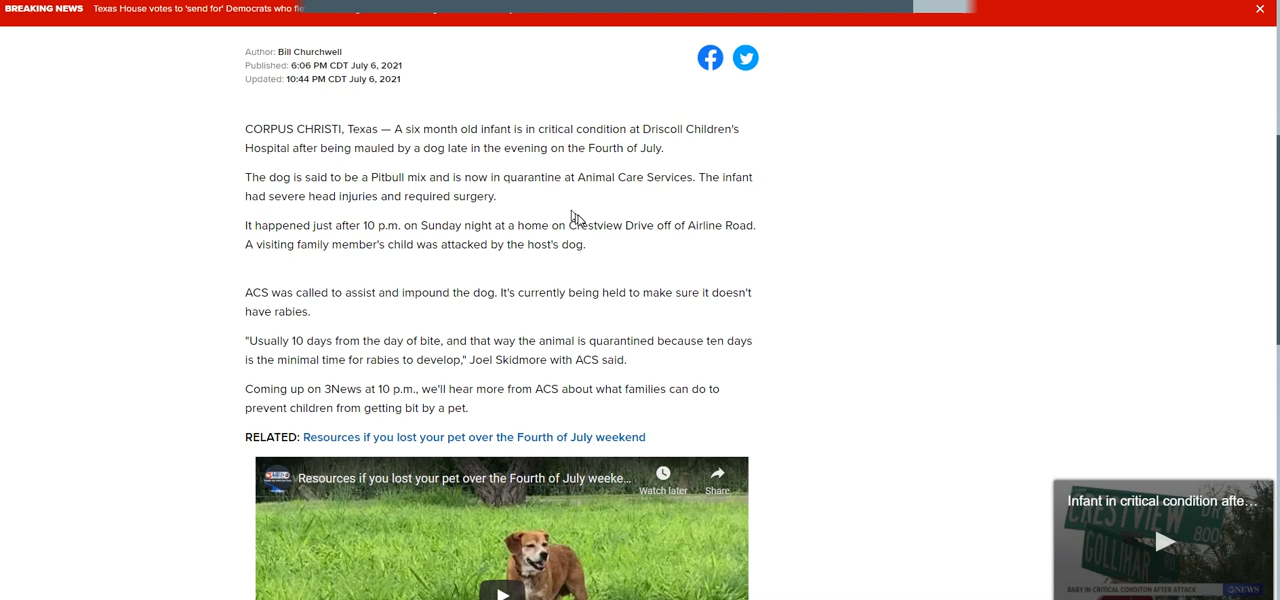 BREAKING NEWS Texas House votes to 'send for' Democrats who
Author: Bill Churchwell
Published: 6:06 PM CDT July 6, 2021
Updated: 10:44 PM CDT July 6, 2021
CORPUS CHRISTI, Texas — A six month old infant is in critical condition at Driscoll Children's
Hospital after being mauled by a dog late in the evening on the Fourth of July.
The dog is said to be a Pitbull mix and is now in quarantine at Animal Care Services. The infant
had severe head injuries and required surgery.
It happened just after 10 p.m. on Sunday night at a home on Crestview Drive off of Airline Road.
A visiting family member's child was attacked by the host's dog.
ACS was called to assist and impound the dog. It's currently being held to make sure it doesn't
have rabies.
"Usually 10 days from the day of bite, and that way the animal is quarantined because ten days
is the minimal time for rabies to develop," Joel Skidmore with ACS said.
Coming up on 3News at 10 p.m., we'll hear more from ACS about what families can do to
prevent children from getting bit by a pet.
RELATED: Resources if you lost your pet over the Fourth of July weekend
Resources if you lost your pet over the Fourth of July weeke...
Watch later
Share
Infant in critical condition afte...
CRESTVIEW DR
800
GOLLIHAR RD
BABY IN CRITICAL CONDITON AFTER ATTACK
3NEWS